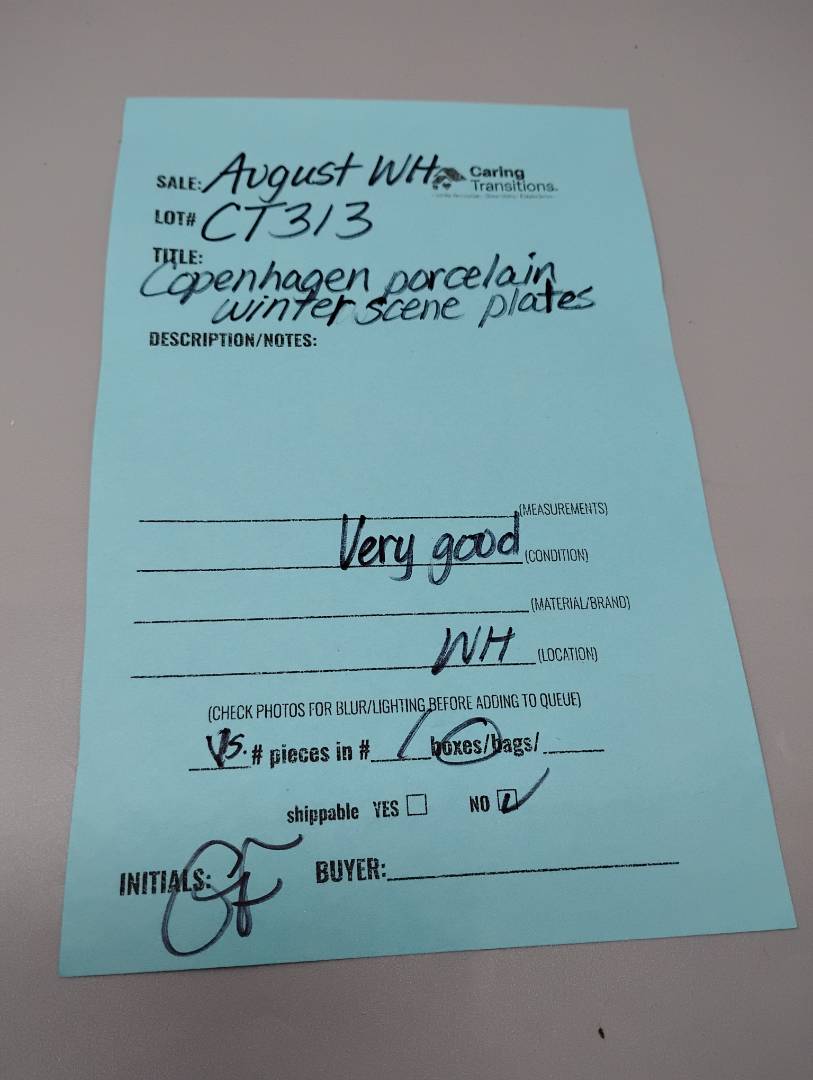 SALE: August WH Caring
Transitions.
LOT# CT313
TITLE:
Copenhagen porcelain
winter scene plates
DESCRIPTION/NOTES:
(MEASUREMENTS)
Very good (CONDITION)
(MATERIAL/BRAND)
WH (LOCATION)
(CHECK PHOTOS FOR BLUR/LIGHTING BEFORE ADDING TO QUEUE)
VS. # pieces in # 1 boxes/bags/
shippable YES NO
INITIALS: BUYER: